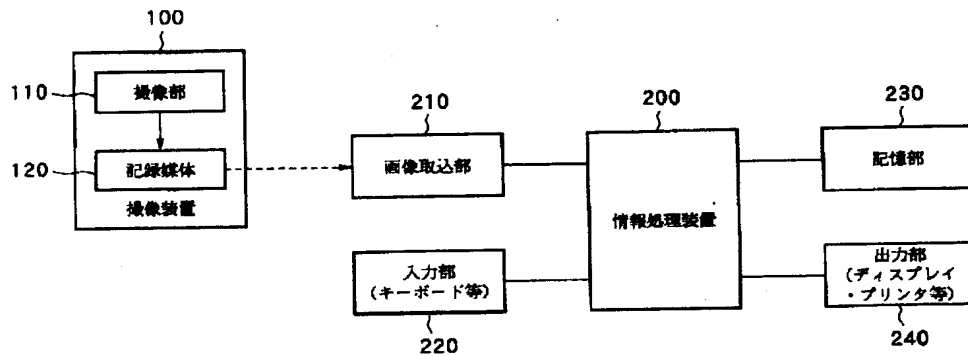 100
110
撮像部
120
記録媒体
撮像装置
210
画像取込部
200
情報処理装置
230
記憶部
入力部
(キーボード等)
220
出力部
(ディスプレイ
・プリンタ等)
240